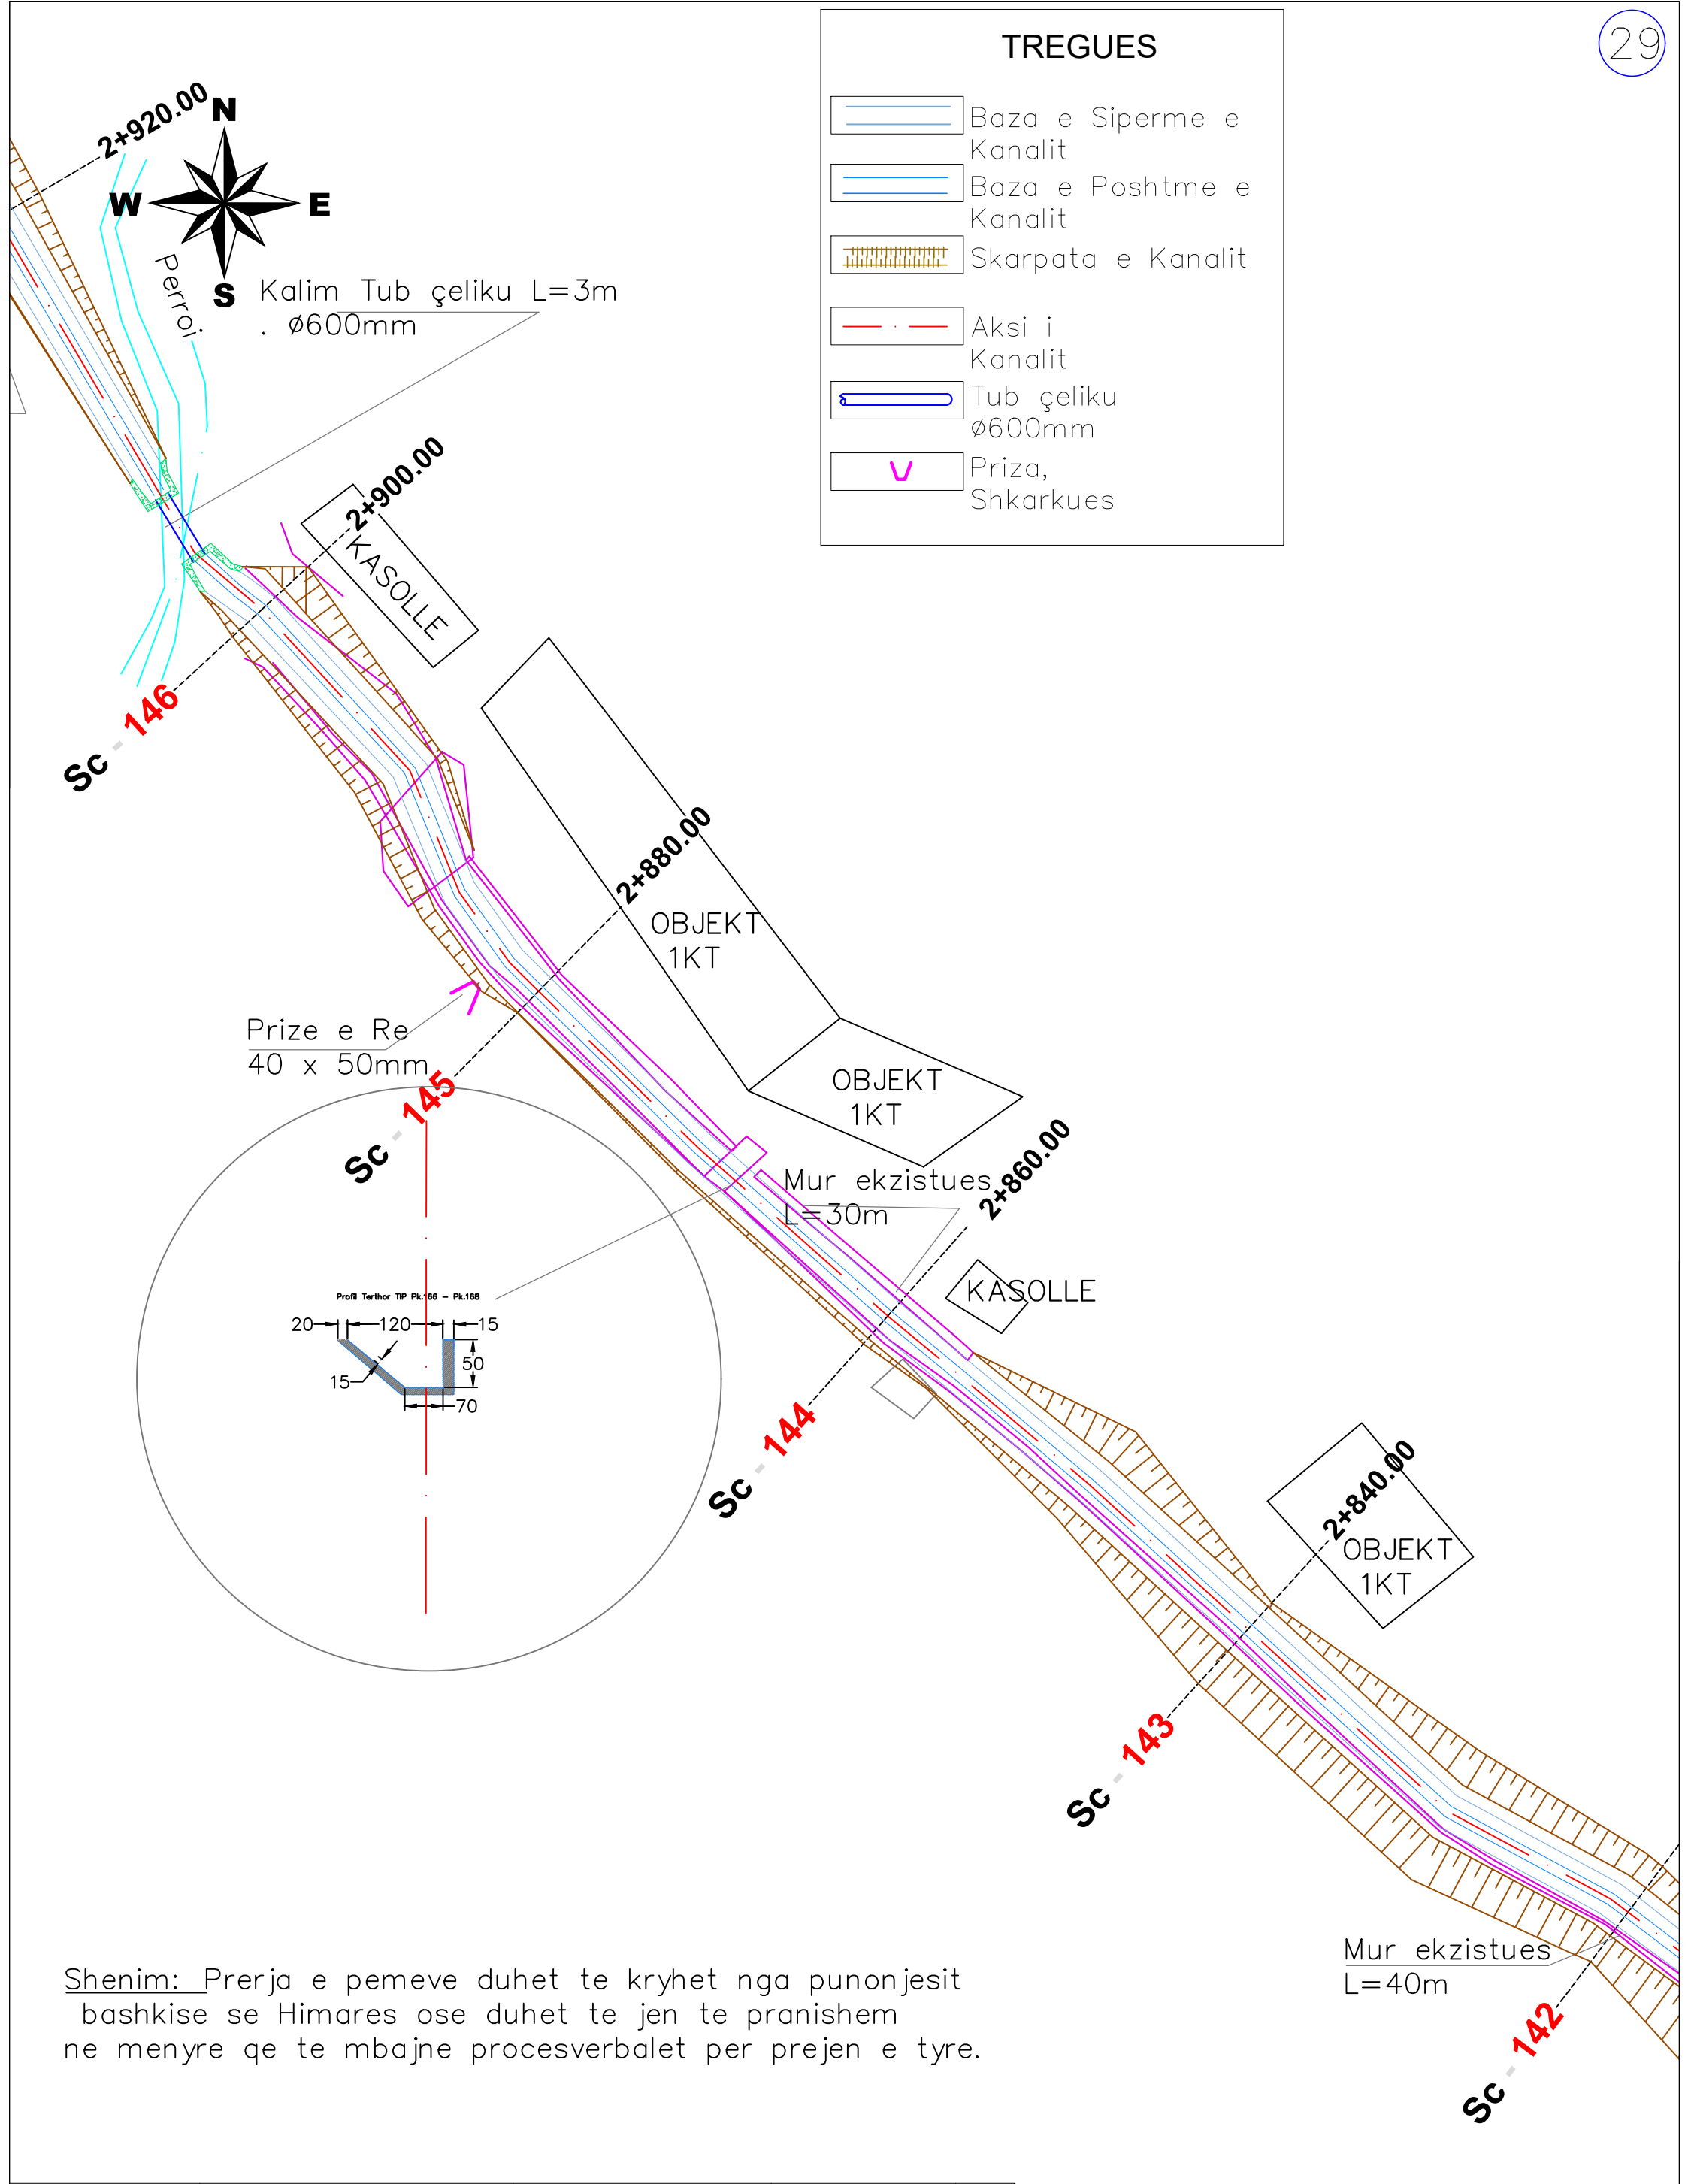 29
TREGUES
Baza e Siperme e
Kanalit
Baza e Poshtme e
Kanalit
Skarpata e Kanalit
Aksi i
Kanalit
Tub çeliku
Ø600mm
Priza,
Shkarkues
2+920.00
N
W
E
S
Perroi
Kalim Tub çeliku L=3m
. Ø600mm
2+900.00
KASOLLE
Sc - 146
2+880.00
OBJEKT
1KT
Prize e Re
40 x 50mm
Sc - 145
OBJEKT
1KT
2+860.00
Mur ekzistues
L=30m
KASOLLE
Profil Terthor TIP Pk.166 - Pk.168
20
120
15
50
15
70
Sc - 144
2+840.00
OBJEKT
1KT
Sc - 143
Mur ekzistues
L=40m
Sc - 142
Shenim: Prerja e pemeve duhet te kryhet nga punonjesit
bashkise se Himares ose duhet te jen te pranishem
ne menyre qe te mbajne procesverbalet per prejen e tyre.